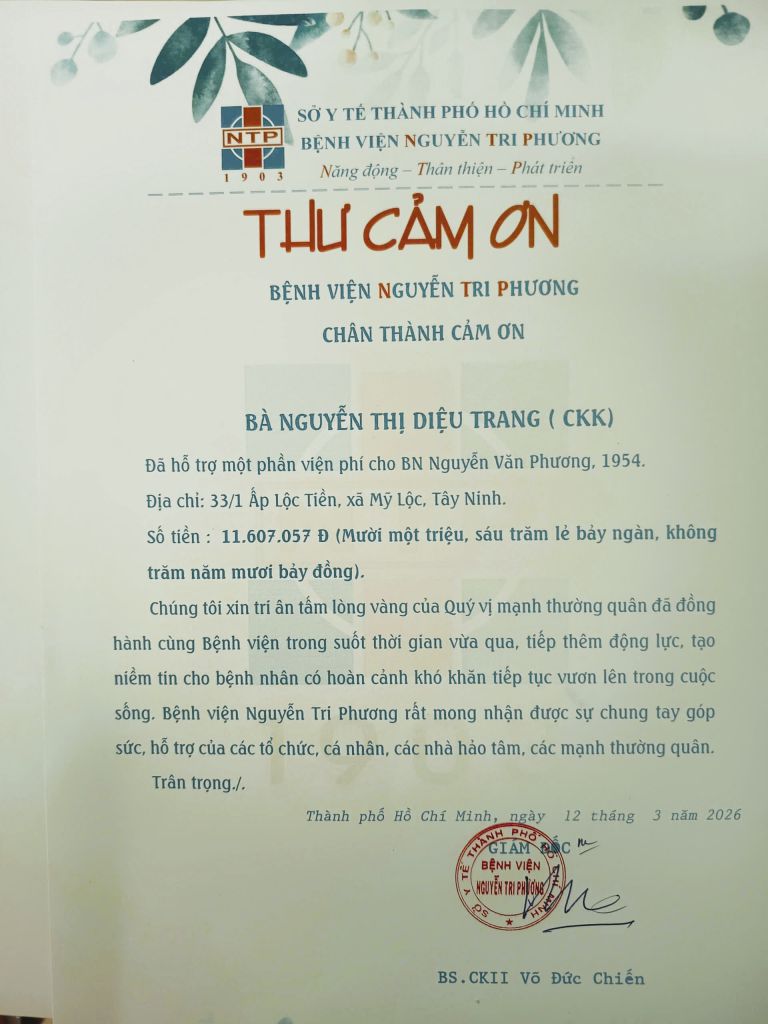 NTP
1903
SỞ Y TẾ THÀNH PHỐ HỒ CHÍ MINH
BỆNH VIỆN NGUYỄN TRI PHƯƠNG
Năng động – Thân thiện – Phát triển
THƯ CẢM ƠN
BỆNH VIỆN NGUYỄN TRI PHƯƠNG
CHÂN THÀNH CẢM ƠN
BÀ NGUYỄN THỊ DIỆU TRANG ( CKK)
Đã hỗ trợ một phần viện phí cho BN Nguyễn Văn Phương, 1954.
Địa chỉ: 33/1 Ấp Lộc Tiền, xã Mỹ Lộc, Tây Ninh.
Số tiền : 11.607.057 Đ (Mười một triệu, sáu trăm lẻ bảy ngàn, không
trăm năm mươi bảy đồng).
Chúng tôi xin tri ân tấm lòng vàng của Quý vị mạnh thường quân đã đồng
hành cùng Bệnh viện trong suốt thời gian vừa qua, tiếp thêm động lực, tạo
niềm tin cho bệnh nhân có hoàn cảnh khó khăn tiếp tục vươn lên trong cuộc
sống. Bệnh viện Nguyễn Tri Phương rất mong nhận được sự chung tay góp
sức, hỗ trợ của các tổ chức, cá nhân, các nhà hảo tâm, các mạnh thường quân.
Trân trọng./.
Thành phố Hồ Chí Minh, ngày 12 tháng 3 năm 2026
GIÁM ĐỐC
SỞ Y TẾ THÀNH PHỐ HỒ CHÍ MINH
BỆNH VIỆN
NGUYỄN TRI PHƯƠNG
BS.CKII Võ Đức Chiến